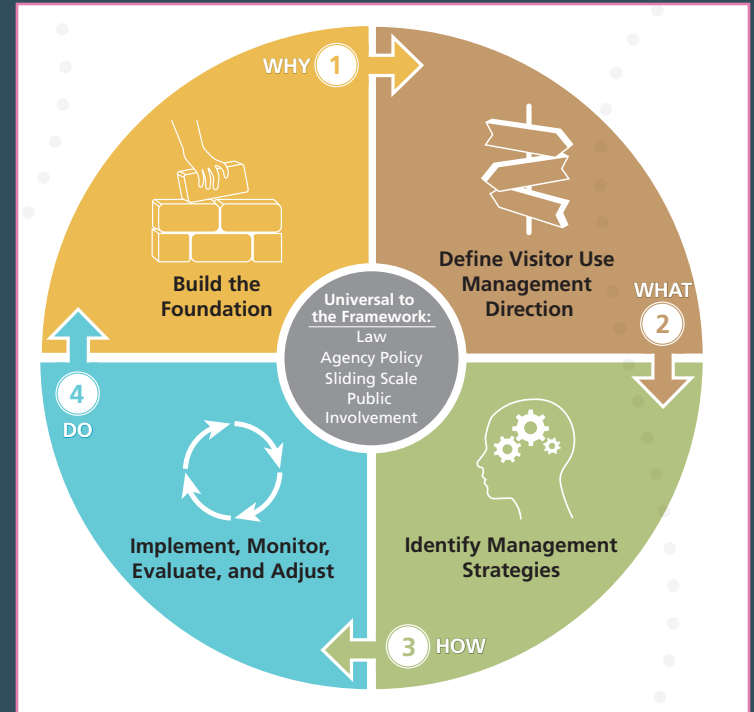 WHY 1
Build the
Foundation
Define Visitor Use
Management
Direction
WHAT
2
Universal to
the Framework:
Law
Agency Policy
Sliding Scale
Public
Involvement
Identify Management
Strategies
3 HOW
Implement, Monitor,
Evaluate, and Adjust
4
DO